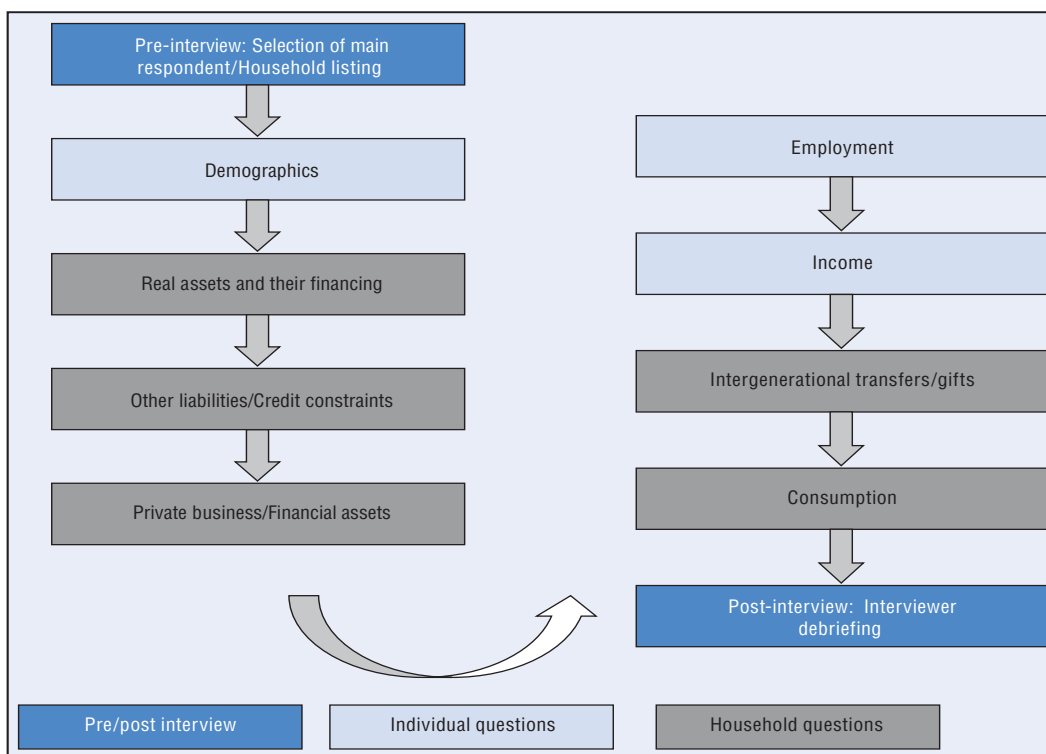 Pre-interview: Selection of main
respondent/Household listing
Demographics
Real assets and their financing
Other liabilities/Credit constraints
Private business/Financial assets
Employment
Income
Intergenerational transfers/gifts
Consumption
Post-interview: Interviewer
debriefing
Pre/post interview
Individual questions
Household questions